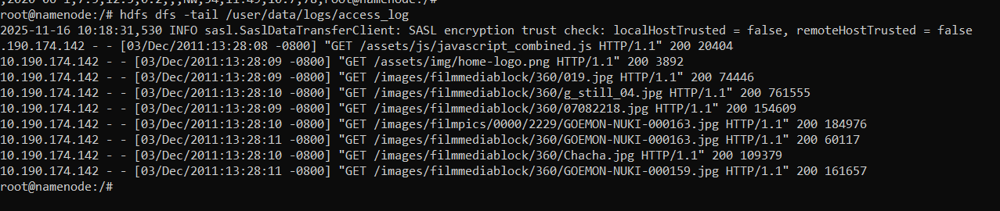 root@namenode:/# hdfs dfs -tail /user/data/logs/access_log
2025-11-16 10:18:31,530 INFO sasl.SaslDataTransferClient: SASL encryption trust check: localHostTrusted = false, remoteHostTrusted = false
.190.174.142 - - [03/Dec/2011:13:28:08 -0800] "GET /assets/js/javascript_combined.js HTTP/1.1" 200 20404
10.190.174.142 - - [03/Dec/2011:13:28:09 -0800] "GET /assets/img/home-logo.png HTTP/1.1" 200 3892
10.190.174.142 - - [03/Dec/2011:13:28:09 -0800] "GET /images/filmmediablock/360/019.jpg HTTP/1.1" 200 74446
10.190.174.142 - - [03/Dec/2011:13:28:10 -0800] "GET /images/filmmediablock/360/g_still_04.jpg HTTP/1.1" 200 761555
10.190.174.142 - - [03/Dec/2011:13:28:09 -0800] "GET /images/filmmediablock/360/07082218.jpg HTTP/1.1" 200 154609
10.190.174.142 - - [03/Dec/2011:13:28:10 -0800] "GET /images/filmpics/0000/2229/GOEMON-NUKI-000163.jpg HTTP/1.1" 200 184976
10.190.174.142 - - [03/Dec/2011:13:28:11 -0800] "GET /images/filmmediablock/360/GOEMON-NUKI-000163.jpg HTTP/1.1" 200 60117
10.190.174.142 - - [03/Dec/2011:13:28:10 -0800] "GET /images/filmmediablock/360/Chacha.jpg HTTP/1.1" 200 109379
10.190.174.142 - - [03/Dec/2011:13:28:11 -0800] "GET /images/filmmediablock/360/GOEMON-NUKI-000159.jpg HTTP/1.1" 200 161657
root@namenode:/#